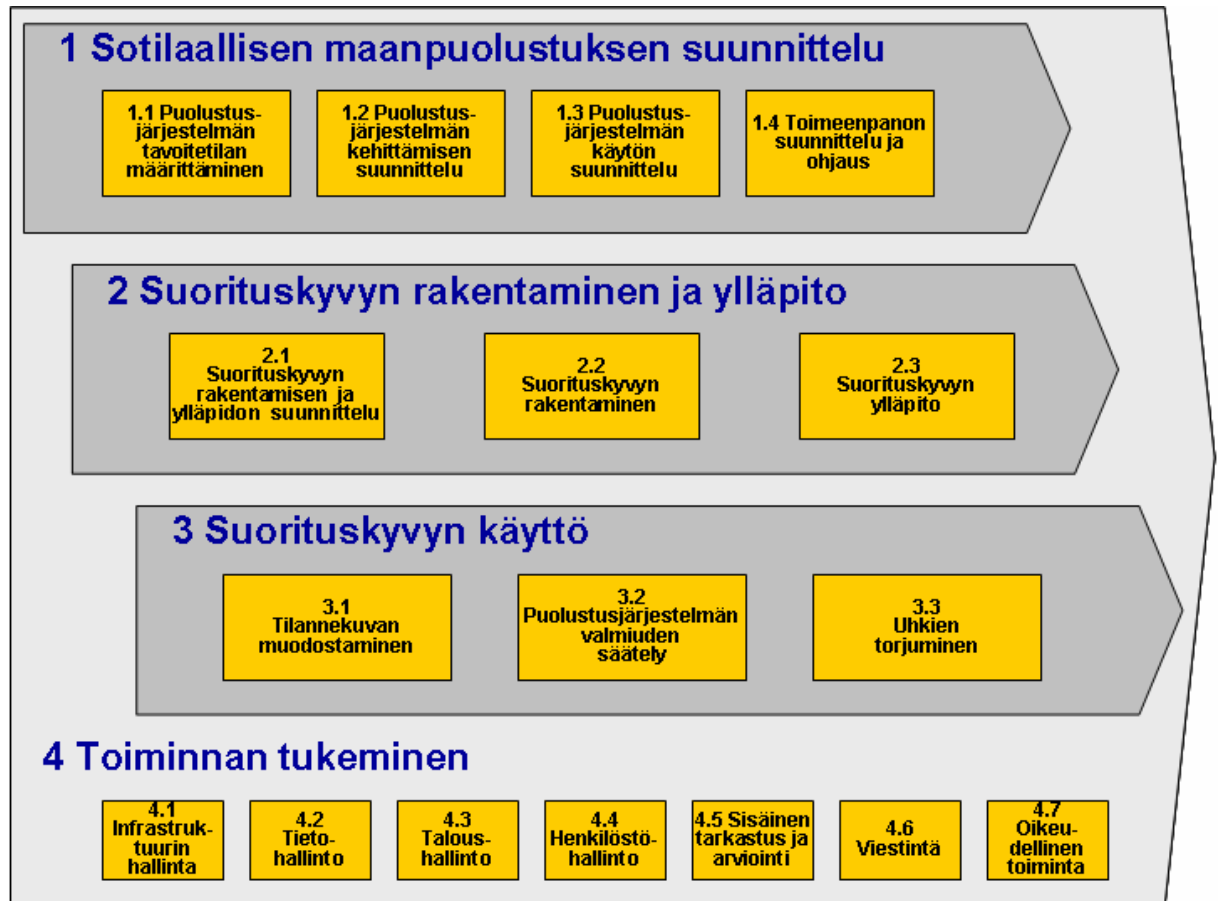 1 Sotilaallisen maanpuolustuksen suunnittelu
1.1 Puolustus-
järjestelmän
tavoitetilan
määrittäminen
1.2 Puolustus-
järjestelmän
kehittämisen
suunnittelu
1.3 Puolustus-
järjestelmän
käytön
suunnittelu
1.4 Toimeenpanon
suunnittelu ja
ohjaus
2 Suorituskyvyn rakentaminen ja ylläpito
2.1
Suorituskyvyn
rakentamisen ja
ylläpidon suunnittelu
2.2
Suorituskyvyn
rakentaminen
2.3
Suorituskyvyn
ylläpito
3 Suorituskyvyn käyttö
3.1
Tilannekuvan
muodostaminen
3.2
Puolustusjärjestelmän
valmiuden
säätely
3.3
Uhkien
torjuminen
4 Toiminnan tukeminen
4.1
Infrastruk-
tuurin
hallinta
4.2
Tieto-
hallinto
4.3
Talous-
hallinto
4.4
Henkilöstö-
hallinto
4.5 Sisäinen
tarkastus ja
arviointi
4.6
Viestintä
4.7
Oikeu-
dellinen
toiminta